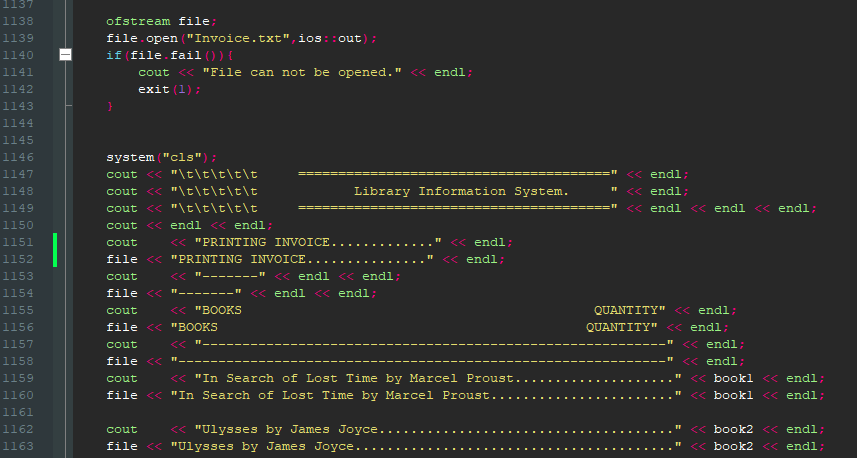 1137
1138 ofstream file;
1139 file.open("Invoice.txt",ios::out);
1140 if(file.fail()){
1141 cout << "File can not be opened." << endl;
1142 exit(1);
1143 }
1144
1145
1146 system("cls");
1147 cout << "\t\t\t\t\t     =======================================" << endl;
1148 cout << "\t\t\t\t\t            Library Information System.     " << endl;
1149 cout << "\t\t\t\t\t     =======================================" << endl << endl << endl;
1150 cout << endl << endl;
1151 cout    << "PRINTING INVOICE............." << endl;
1152 file << "PRINTING INVOICE..............." << endl;
1153 cout    << "-------" << endl << endl;
1154 file << "-------" << endl << endl;
1155 cout    << "BOOKS                                            QUANTITY" << endl;
1156 file << "BOOKS                                              QUANTITY" << endl;
1157 cout    << "----------------------------------------------------------" << endl;
1158 file << "-------------------------------------------------------------" << endl;
1159 cout    << "In Search of Lost Time by Marcel Proust...................." << book1 << endl;
1160 file << "In Search of Lost Time by Marcel Proust......................." << book1 << endl;
1161
1162 cout    << "Ulysses by James Joyce....................................." << book2 << endl;
1163 file << "Ulysses by James Joyce........................................" << book2 << endl;